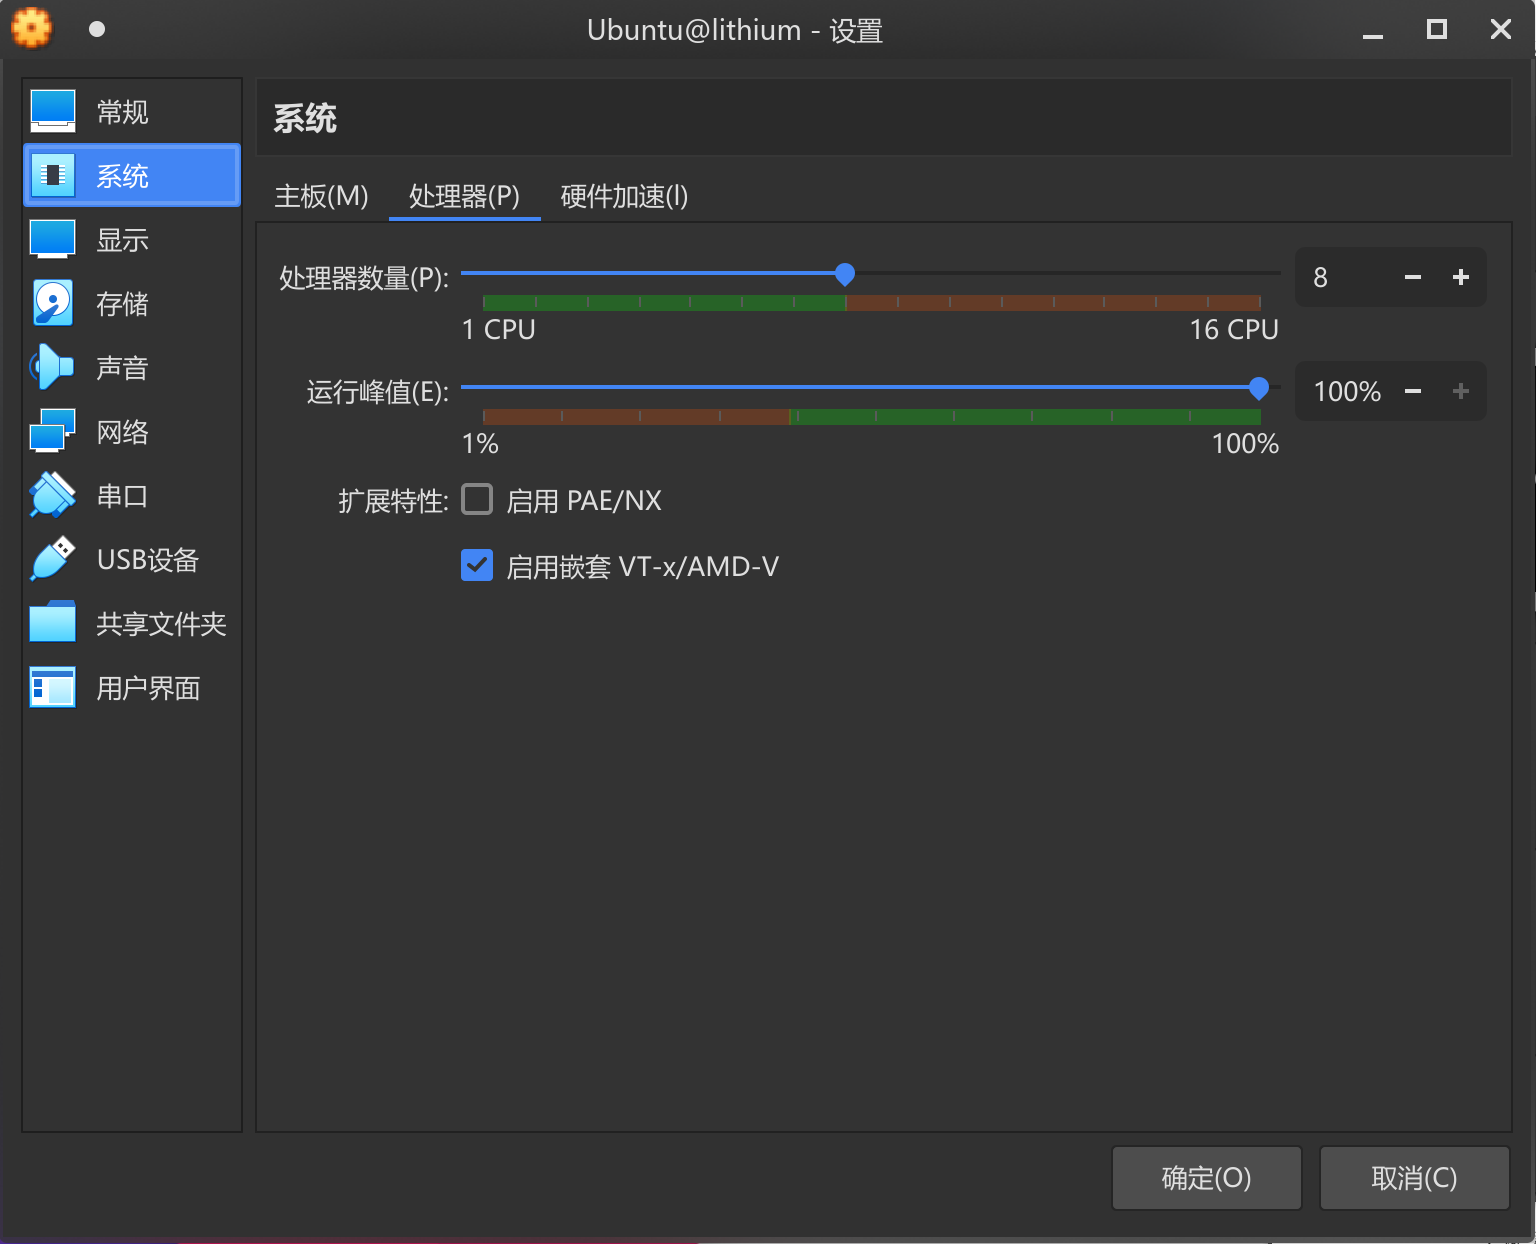 Ubuntu@lithium - 设置
常规
系统
显示
存储
声音
网络
串口
USB设备
共享文件夹
用户界面
系统
主板(M) 处理器(P) 硬件加速(l)
处理器数量(P): 8
1 CPU 16 CPU
运行峰值(E): 100%
1% 100%
扩展特性: 启用 PAE/NX
启用嵌套 VT-x/AMD-V
确定(O) 取消(C)